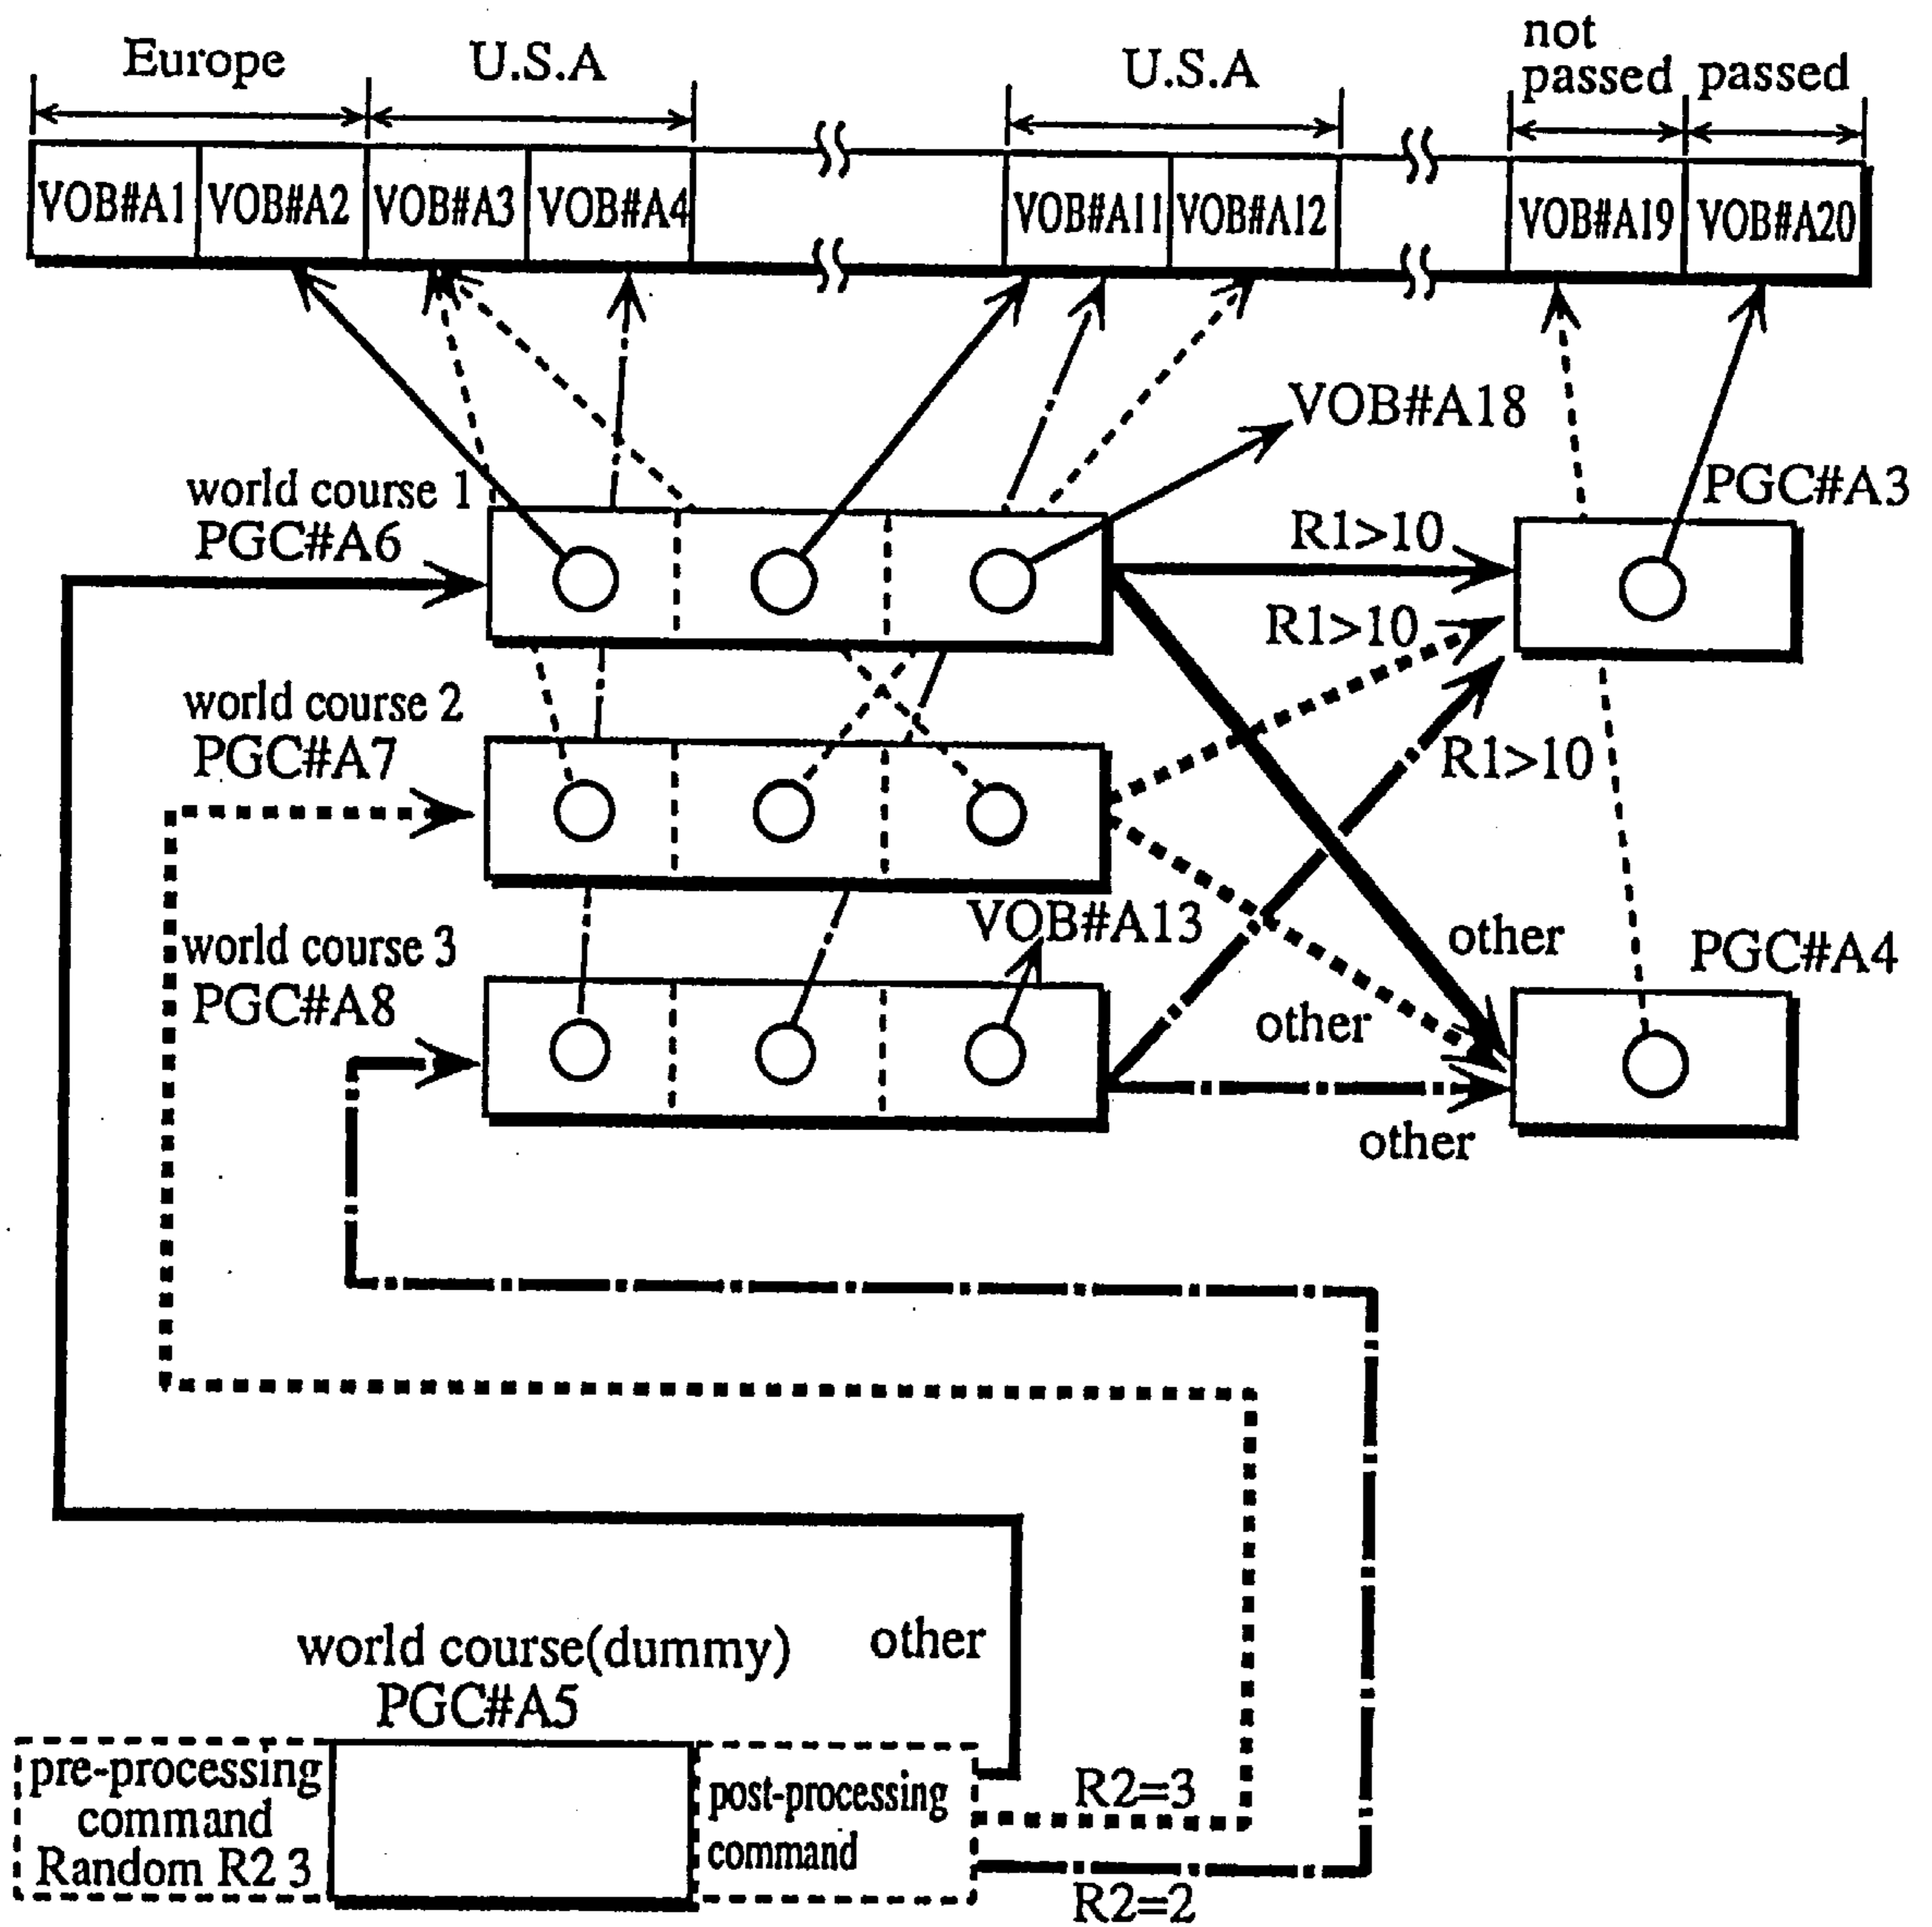 Europe
U.S.A
U.S.A
not
passed
passed
VOB#A1
VOB#A2
VOB#A3
VOB#A4
VOB#A11
VOB#A12
VOB#A19
VOB#A20
VOB#A18
world course 1
PGC#A6
R1>10
PGC#A3
R1>10
world course 2
PGC#A7
R1>10
VOB#A13
world course 3
PGC#A8
other
PGC#A4
other
other
world course(dummy)
PGC#A5
other
pre-processing
command
Random R2 3
post-processing
command
R2=3
R2=2